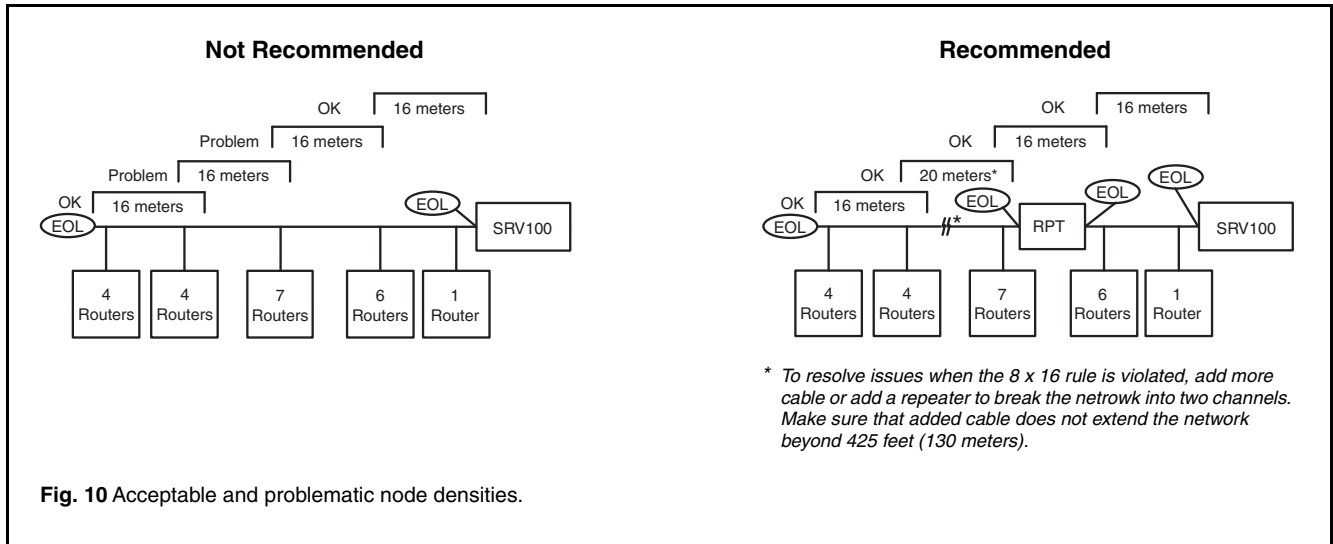 Not Recommended
OK 16 meters
Problem 16 meters
Problem 16 meters
OK 16 meters
EOL
EOL
SRV100
4 Routers
4 Routers
7 Routers
6 Routers
1 Router
Recommended
OK 16 meters
OK 16 meters
OK 20 meters*
OK 16 meters
EOL
*
EOL
RPT
EOL
EOL
SRV100
4 Routers
4 Routers
7 Routers
6 Routers
1 Router
* To resolve issues when the 8 x 16 rule is violated, add more
cable or add a repeater to break the netrowk into two channels.
Make sure that added cable does not extend the network
beyond 425 feet (130 meters).
Fig. 10 Acceptable and problematic node densities.